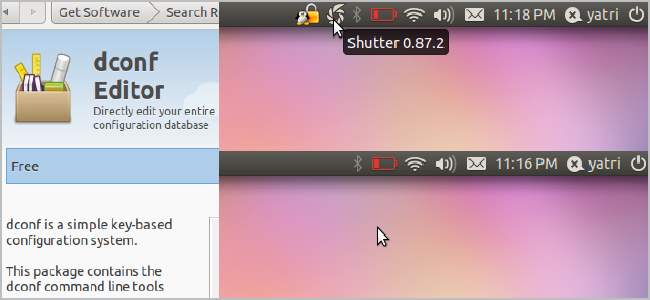 Get Software
Search R
dconf
Editor
Directly edit your entire
configuration database
Free
dconf is a simple key-based
configuration system.
This package contains the
dconf command line tools
11:18 PM
yatri
Shutter 0.87.2
11:16 PM
yatri